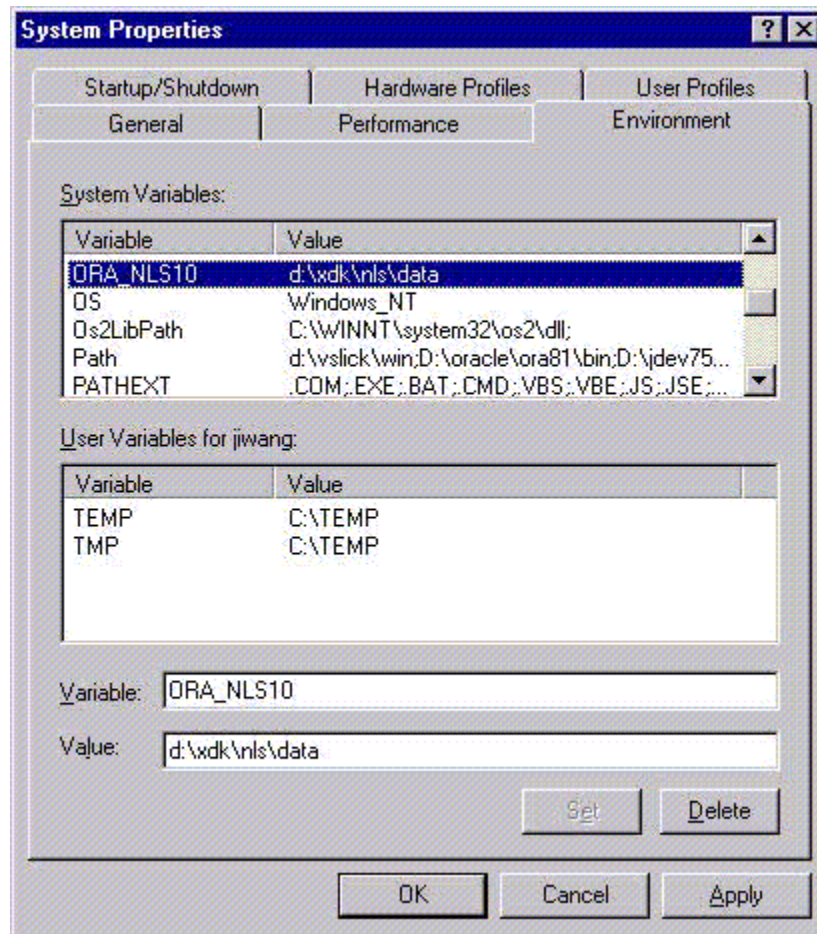 System Properties
Startup/Shutdown Hardware Profiles User Profiles
General Performance Environment
System Variables:
Variable Value
ORA_NLS10 d:\xdk\nls\data
OS Windows_NT
Os2LibPath C:\WINNT\system32\os2\dll;
Path d:\vslick\win;D:\oracle\ora81\bin;D:\jdev75...
PATHEXT .COM;.EXE;.BAT;.CMD;.VBS;.VBE;.JS;.JSE;...
User Variables for jiwang:
Variable Value
TEMP C:\TEMP
TMP C:\TEMP
Variable: ORA_NLS10
Value: d:\xdk\nls\data
Set Delete
OK Cancel Apply